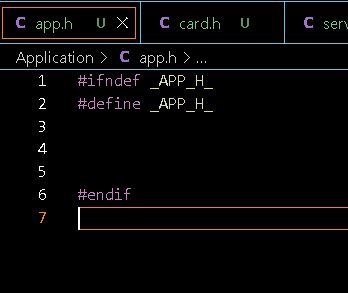 C app.h U X C card.h U C serv
Application > C app.h > ...
1 #ifndef _APP_H_
2 #define _APP_H_
3
4
5
6 #endif
7